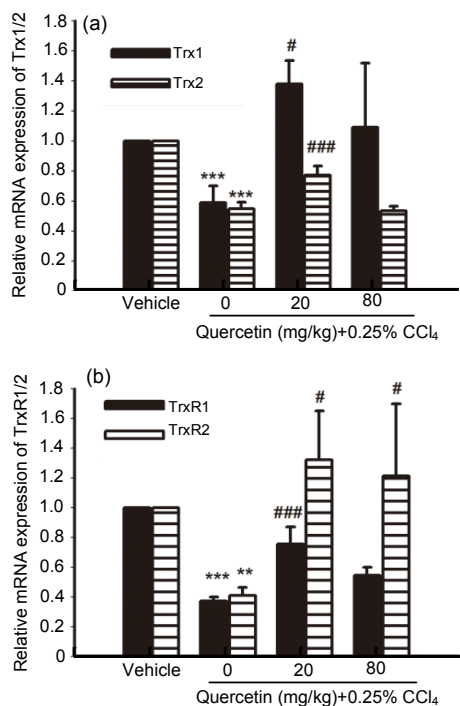 (a)
Relative mRNA expression of Trx1/2
1.8
1.6
1.4
1.2
1.0
0.8
0.6
0.4
0.2
0
Trx1
Trx2
***
***
#
###
Vehicle
0
20
80
Quercetin (mg/kg)+0.25% CCl₄
(b)
Relative mRNA expression of TrxR1/2
1.8
1.6
1.4
1.2
1.0
0.8
0.6
0.4
0.2
0
TrxR1
TrxR2
***
**
###
#
#
Vehicle
0
20
80
Quercetin (mg/kg)+0.25% CCl₄